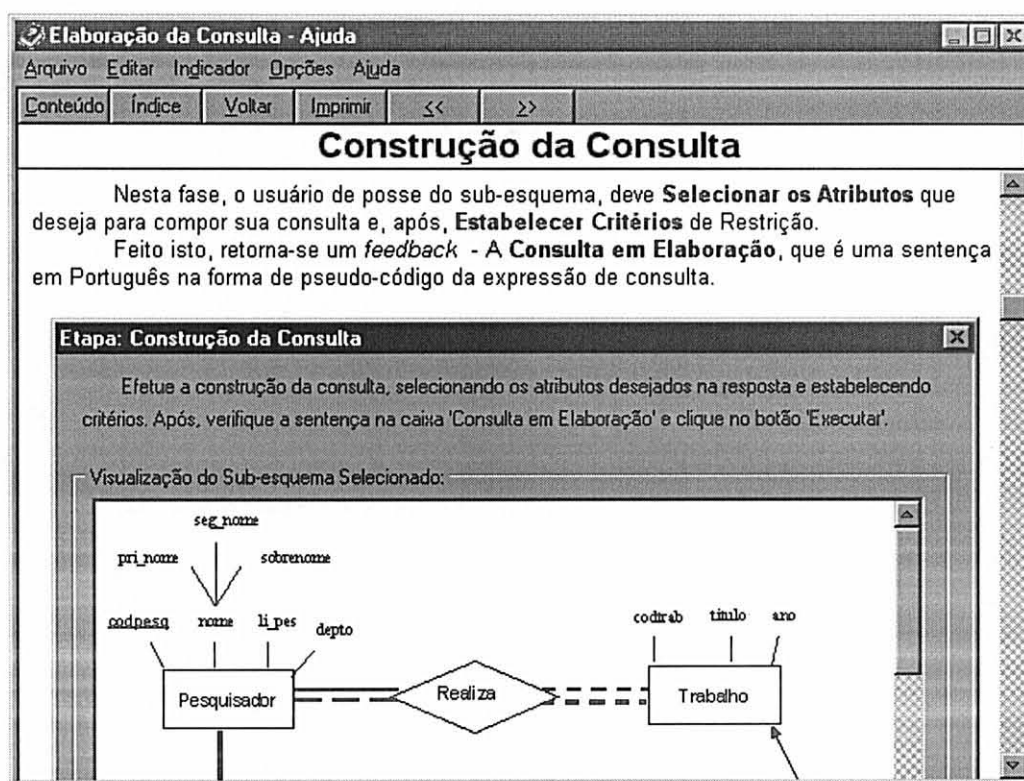 Elaboração da Consulta - Ajuda
Arquivo Editar Indicador Opções Ajuda
Conteúdo Índice Voltar Imprimir << >>
Construção da Consulta
Nesta fase, o usuário de posse do sub-esquema, deve Selecionar os Atributos que
deseja para compor sua consulta e, após, Estabelecer Critérios de Restrição.
Feito isto, retorna-se um feedback - A Consulta em Elaboração, que é uma sentença
em Português na forma de pseudo-código da expressão de consulta.
Etapa: Construção da Consulta
Efetue a construção da consulta, selecionando os atributos desejados na resposta e estabelecendo
critérios. Após, verifique a sentença na caixa 'Consulta em Elaboração' e clique no botão 'Executar'.
Visualização do Sub-esquema Selecionado:
seg_nome
pri_nome sobrenome
codpesq nome li_pes depto
codtrab titulo ano
Pesquisador Realiza Trabalho